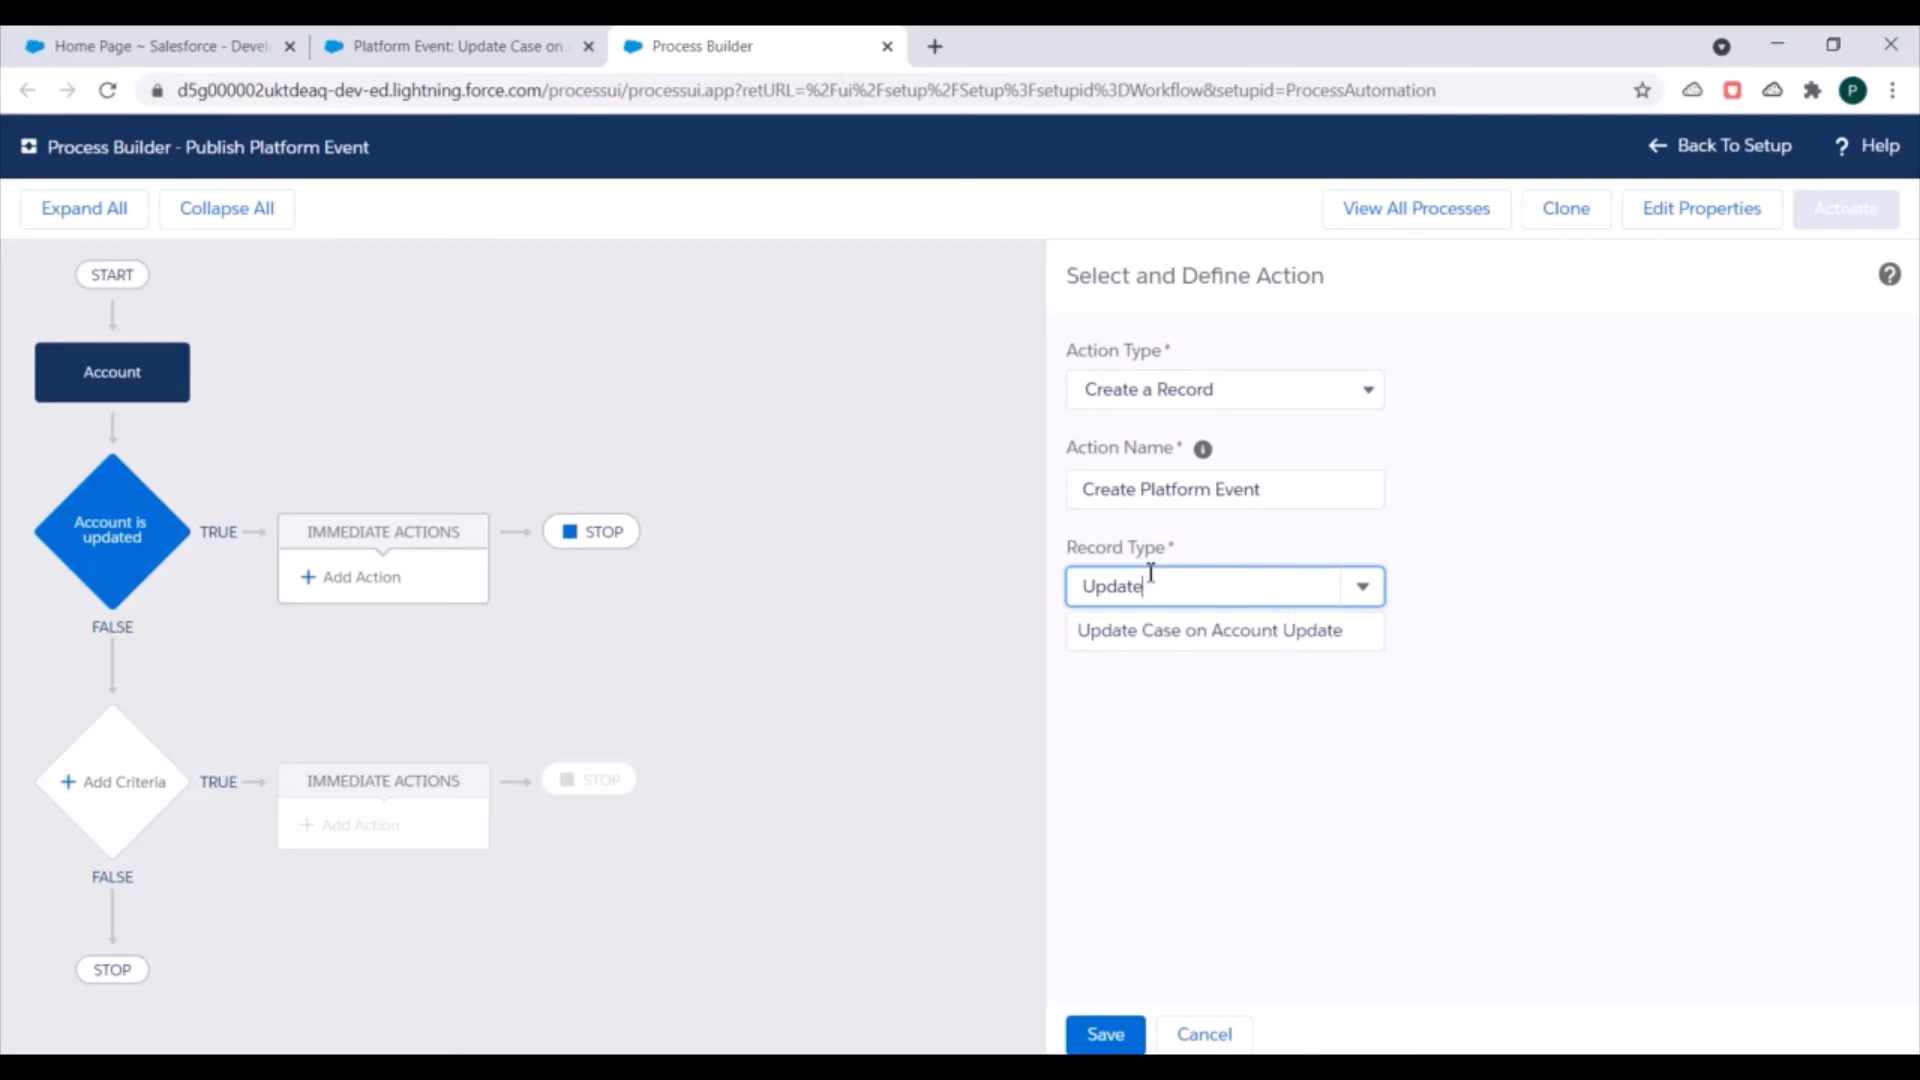 Home Page ~ Salesforce - Devel
Platform Event: Update Case on
Process Builder
d5g000002uktdeaq-dev-ed.lightning.force.com/processui/processui.app?retURL=%2Fui%2Fsetup%2FSetup%3Fsetupid%3DWorkflow&setupid=ProcessAutomation
P
Process Builder - Publish Platform Event
Back To Setup
? Help
Expand All
Collapse All
View All Processes
Clone
Edit Properties
Activate
START
Account
Account is
updated
TRUE
IMMEDIATE ACTIONS
+ Add Action
STOP
FALSE
+ Add Criteria
TRUE
IMMEDIATE ACTIONS
+ Add Action
STOP
FALSE
STOP
Select and Define Action
?
Action Type*
Create a Record
Action Name*
Create Platform Event
Record Type*
Update
Update Case on Account Update
Save
Cancel